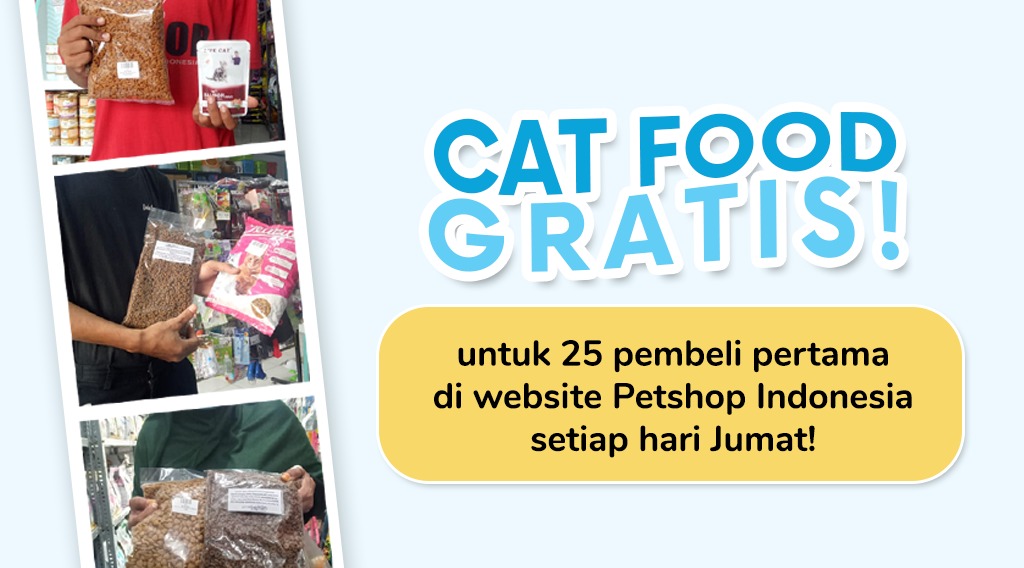 CAT FOOD
GRATIS!
untuk 25 pembeli pertama
di website Petshop Indonesia
setiap hari Jumat!